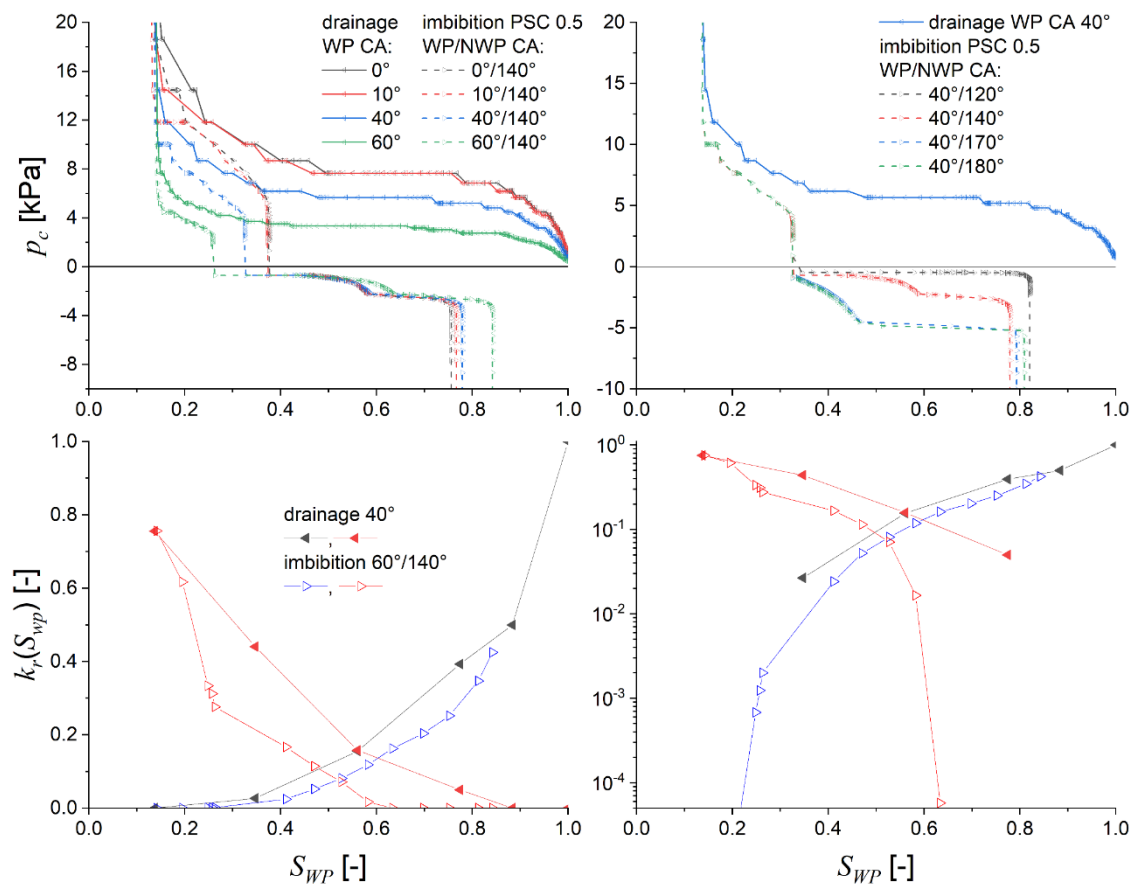 20
16
12
8
4
0
-4
-8
p_c [kPa]
drainage
WP CA:
0°
10°
40°
60°
imbibition PSC 0.5
WP/NWP CA:
0°/140°
10°/140°
40°/140°
60°/140°
0.0 0.2 0.4 0.6 0.8 1.0
20
15
10
5
0
-5
-10
drainage WP CA 40°
imbibition PSC 0.5
WP/NWP CA:
40°/120°
40°/140°
40°/170°
40°/180°
0.0 0.2 0.4 0.6 0.8 1.0
1.0
0.8
0.6
0.4
0.2
0.0
k_r(S_wp) [-]
drainage 40°
,
imbibition 60°/140°
,
0.0 0.2 0.4 0.6 0.8 1.0
S_WP [-]
10⁰
10⁻¹
10⁻²
10⁻³
10⁻⁴
0.0 0.2 0.4 0.6 0.8 1.0
S_WP [-]